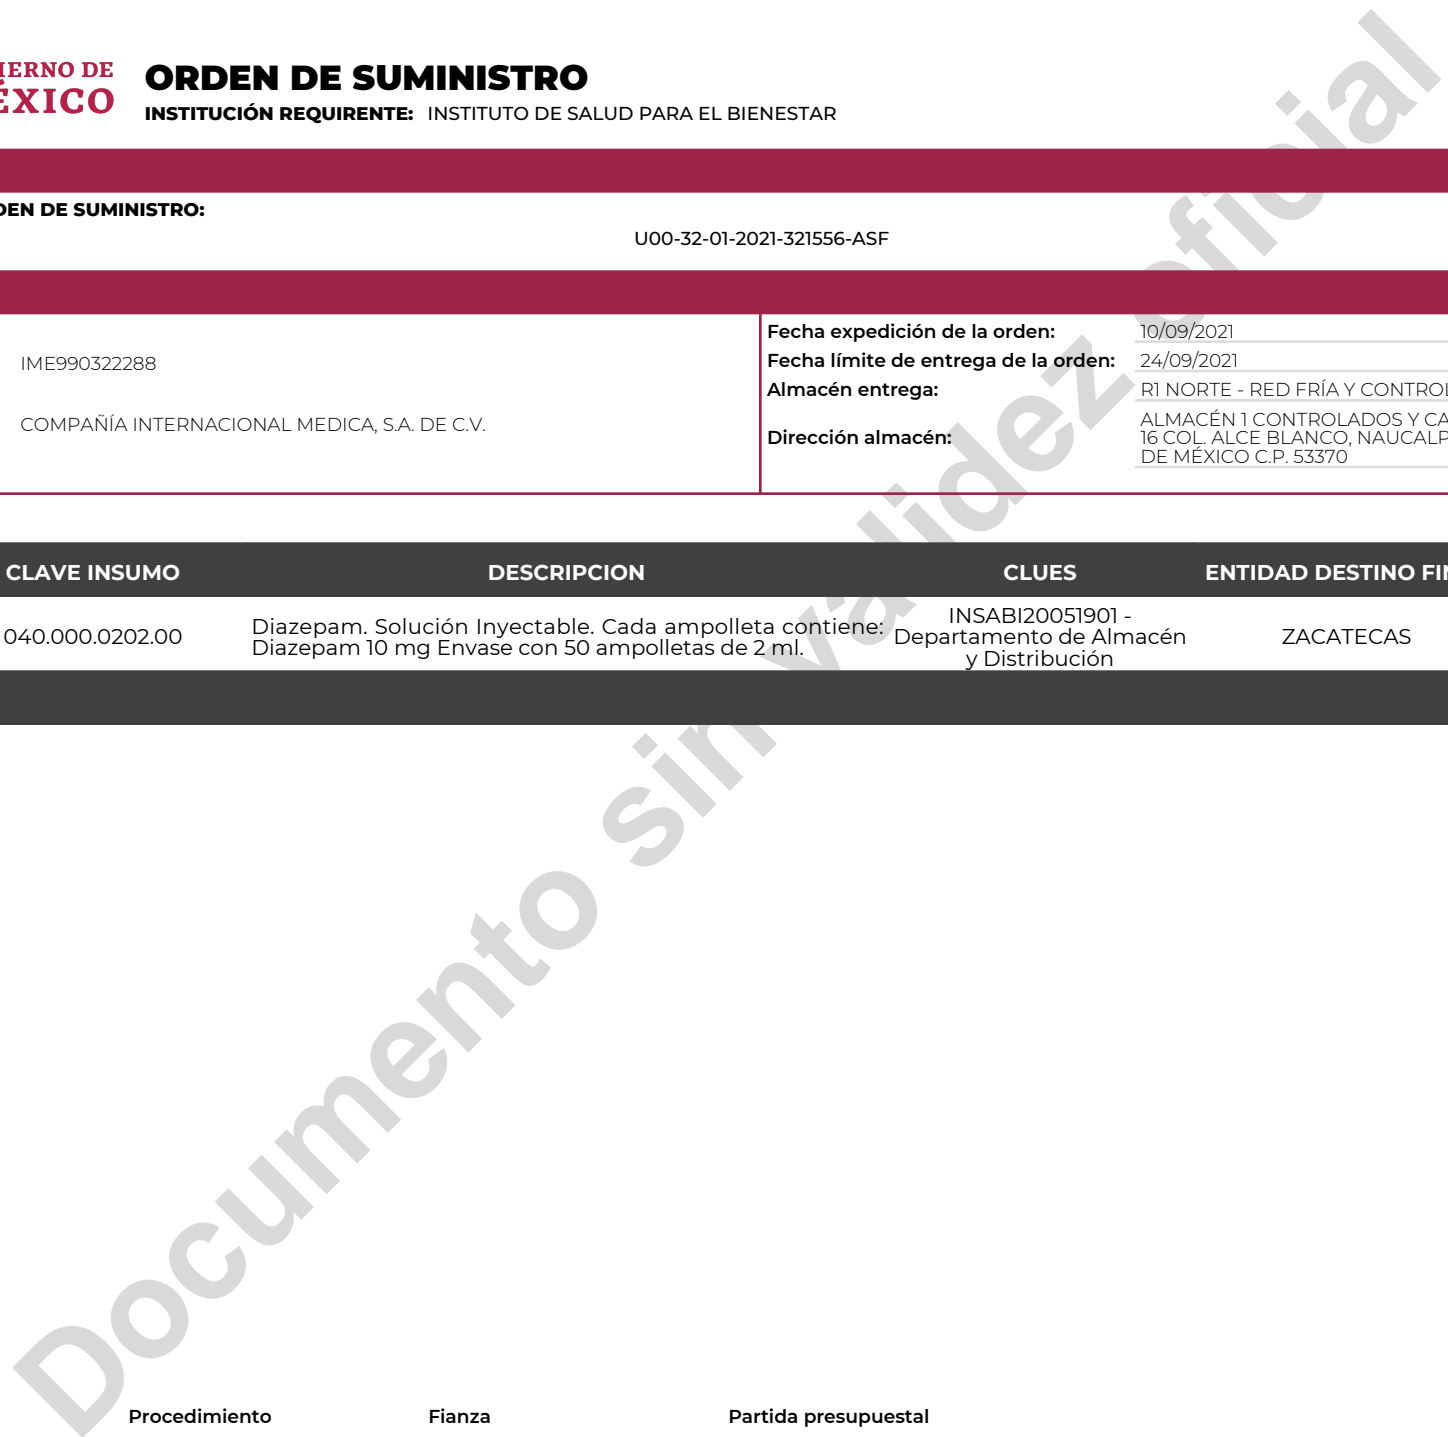 IERNO DE
ÉXICO
ORDEN DE SUMINISTRO
INSTITUCIÓN REQUIRENTE: INSTITUTO DE SALUD PARA EL BIENESTAR
DEN DE SUMINISTRO:
U00-32-01-2021-321556-ASF
IME990322288
COMPAÑÍA INTERNACIONAL MEDICA, S.A. DE C.V.
Fecha expedición de la orden: 10/09/2021
Fecha límite de entrega de la orden: 24/09/2021
Almacén entrega: R1 NORTE - RED FRÍA Y CONTROL
Dirección almacén: ALMACÉN 1 CONTROLADOS Y CA
16 COL. ALCE BLANCO, NAUCALP
DE MÉXICO C.P. 53370
CLAVE INSUMO DESCRIPCION CLUES ENTIDAD DESTINO FIN
040.000.0202.00
Diazepam. Solución Inyectable. Cada ampolleta contiene:
Diazepam 10 mg Envase con 50 ampolletas de 2 ml.
INSABI20051901 -
Departamento de Almacén
y Distribución
ZACATECAS
Documento sin validez oficial
Procedimiento Fianza Partida presupuestal